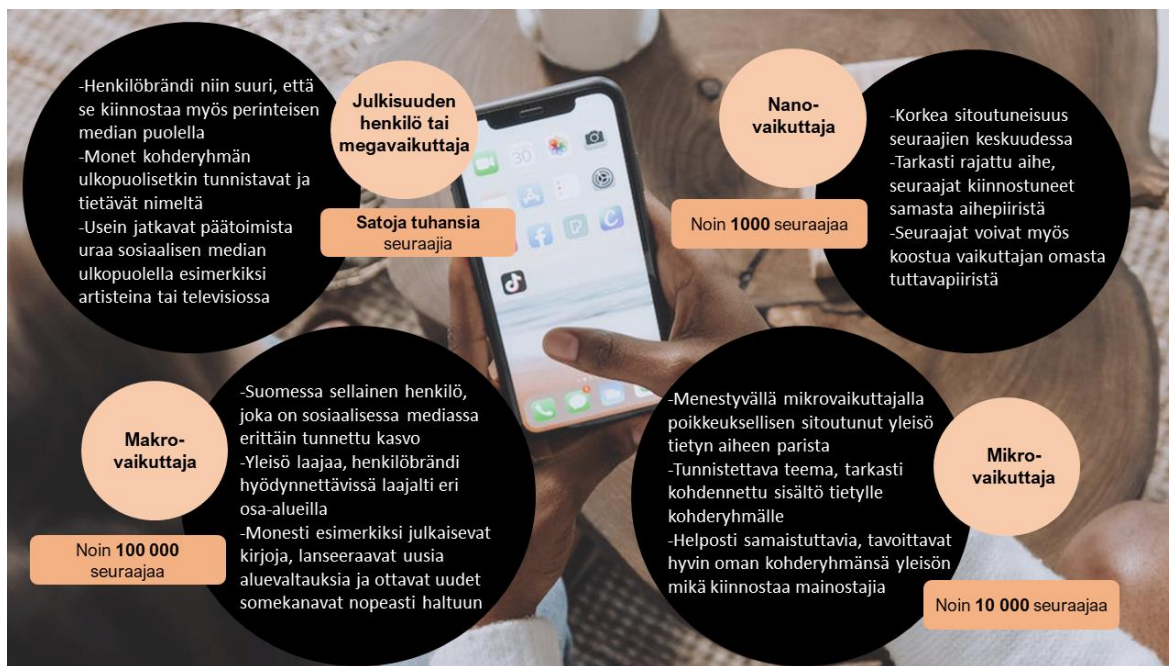 -Henkilöbrändi niin suuri, että
se kiinnostaa myös perinteisen
median puolella
-Monet kohderyhmän
ulkopuolisetkin tunnistavat ja
tietävät nimeltä
-Usein jatkavat päätoimista
uraa sosiaalisen median
ulkopuolella esimerkiksi
artisteina tai televisiossa
Julkisuuden
henkilö tai
megavaikuttaja
Satoja tuhansia
seuraajia
Nano-
vaikuttaja
Noin 1000 seuraajaa
-Korkea sitoutuneisuus
seuraajien keskuudessa
-Tarkasti rajattu aihe,
seuraajat kiinnostuneet
samasta aihepiiristä
-Seuraajat voivat myös
koostua vaikuttajan omasta
tuttavapiiristä
Makro-
vaikuttaja
Noin 100 000
seuraajaa
-Suomessa sellainen henkilö,
joka on sosiaalisessa mediassa
erittäin tunnettu kasvo
-Yleisö laajaa, henkilöbrändi
hyödynnettävissä laajalti eri
osa-alueilla
-Monesti esimerkiksi julkaisevat
kirjoja, lanseeraavat uusia
aluevaltauksia ja ottavat uudet
somekanavat nopeasti haltuun
-Menestyvällä mikrovaikuttajalla
poikkeuksellisen sitoutunut yleisö
tietyn aiheen parista
-Tunnistettava teema, tarkasti
kohdennettu sisältö tietylle
kohderyhmälle
-Helposti samaistuttavia, tavoittavat
hyvin oman kohderyhmänsä yleisön
mikä kiinnostaa mainostajia
Mikro-
vaikuttaja
Noin 10 000 seuraajaa
30